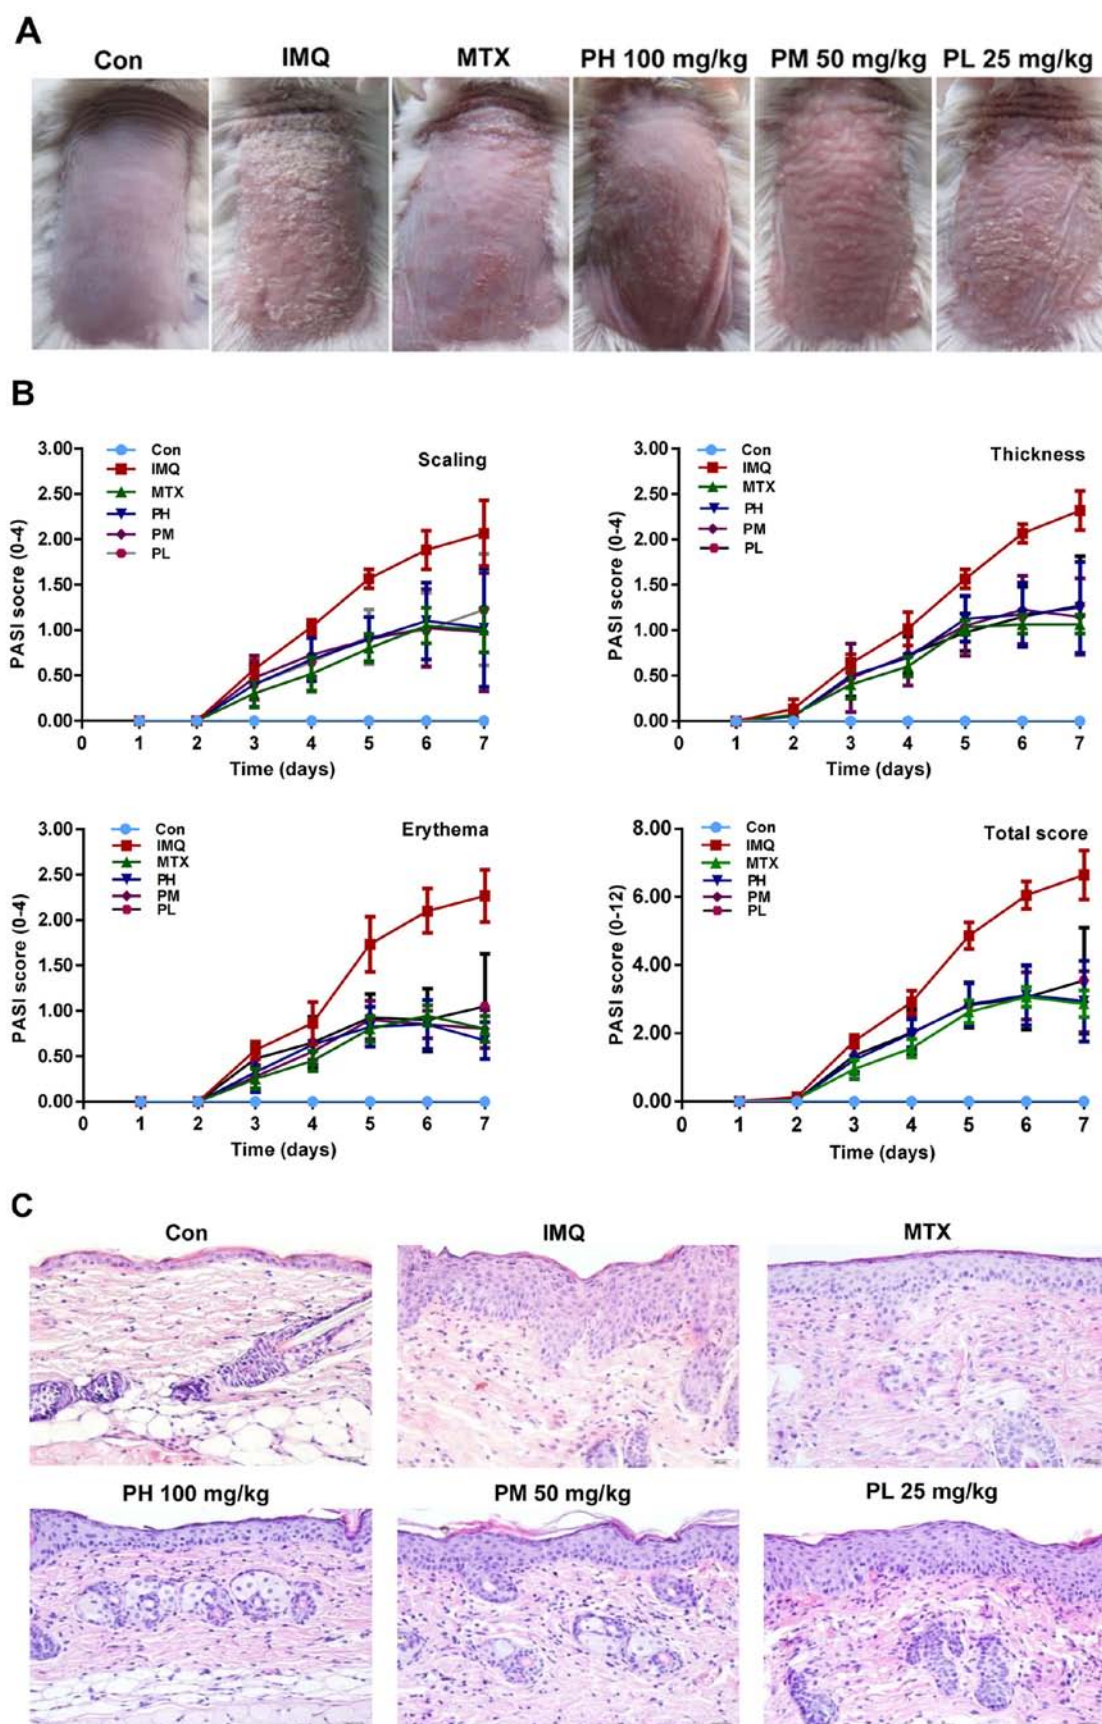 A
Con IMQ MTX PH 100 mg/kg PM 50 mg/kg PL 25 mg/kg
B
Scaling
PASI socre (0-4)
3.00
2.50
2.00
1.50
1.00
0.50
0.00
Con
IMQ
MTX
PH
PM
PL
0 1 2 3 4 5 6 7
Time (days)
Thickness
PASI score (0-4)
3.00
2.50
2.00
1.50
1.00
0.50
0.00
Con
IMQ
MTX
PH
PM
PL
0 1 2 3 4 5 6 7
Time (days)
Erythema
PASI score (0-4)
3.00
2.50
2.00
1.50
1.00
0.50
0.00
Con
IMQ
MTX
PH
PM
PL
0 1 2 3 4 5 6 7
Time (days)
Total score
PASI score (0-12)
8.00
6.00
4.00
2.00
0.00
Con
IMQ
MTX
PH
PM
PL
0 1 2 3 4 5 6 7
Time (days)
C
Con IMQ MTX
PH 100 mg/kg PM 50 mg/kg PL 25 mg/kg